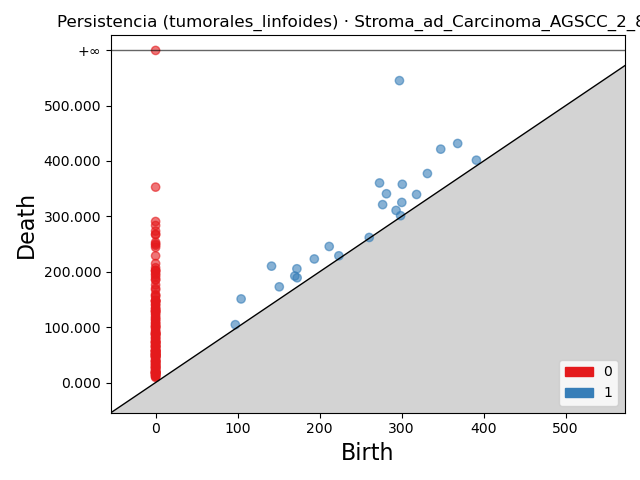 Persistencia (tumorales_linfoides) · Stroma_ad_Carcinoma_AGSCC_2_8
+∞
500.000
400.000
300.000
200.000
100.000
0.000
Death
0 100 200 300 400 500
Birth
0
1